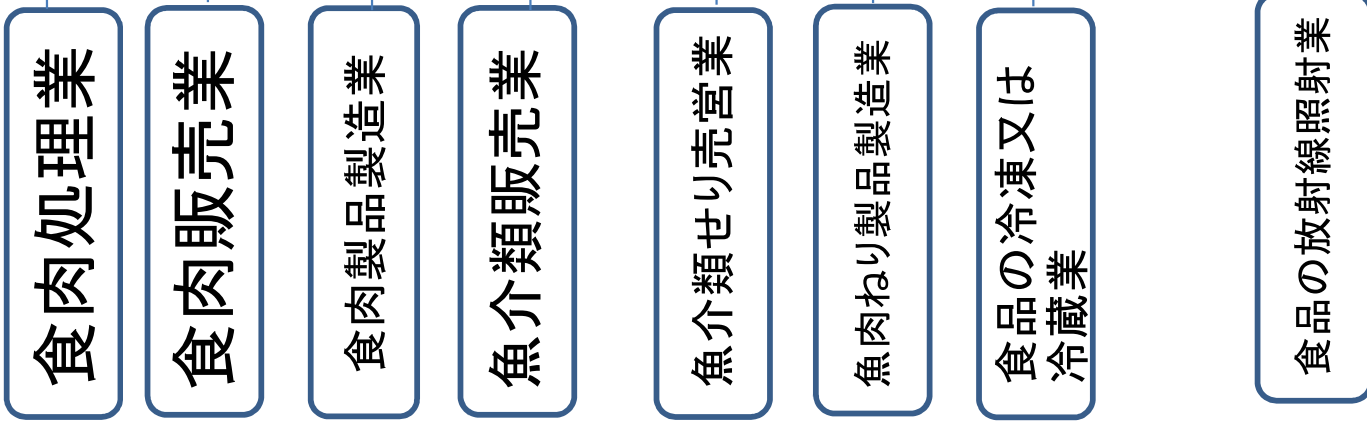 食肉処理業
食肉販売業
食肉製品製造業
魚介類販売業
魚介類せり売営業
魚肉ねり製品製造業
食品の冷凍又は
冷蔵業
食品の放射線照射業